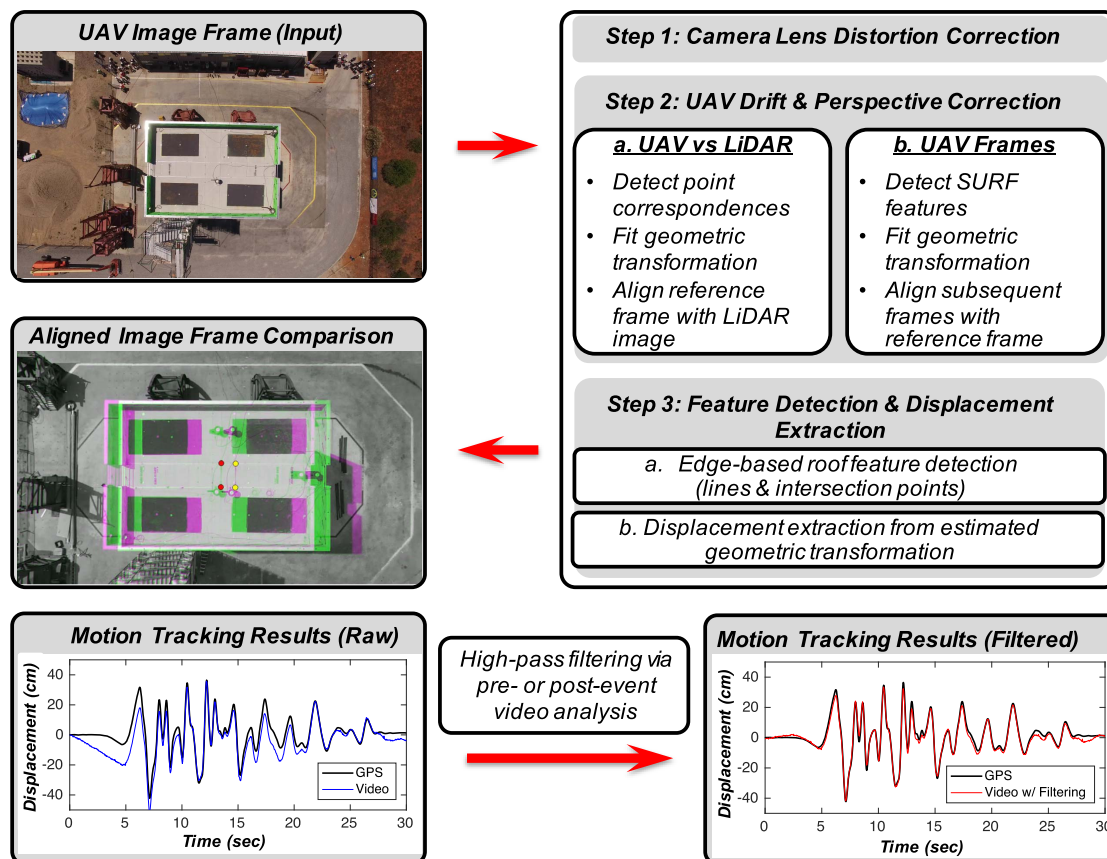 UAV Image Frame (Input)
Step 1: Camera Lens Distortion Correction
Step 2: UAV Drift & Perspective Correction
a. UAV vs LiDAR
• Detect point
correspondences
• Fit geometric
transformation
• Align reference
frame with LiDAR
image
b. UAV Frames
• Detect SURF
features
• Fit geometric
transformation
• Align subsequent
frames with
reference frame
Step 3: Feature Detection & Displacement
Extraction
a. Edge-based roof feature detection
(lines & intersection points)
b. Displacement extraction from estimated
geometric transformation
Aligned Image Frame Comparison
Motion Tracking Results (Raw)
Displacement (cm)
40
20
0
-20
-40
GPS
Video
0 5 10 15 20 25 30
Time (sec)
High-pass filtering via
pre- or post-event
video analysis
Motion Tracking Results (Filtered)
Displacement (cm)
40
20
0
-20
-40
GPS
Video w/ Filtering
0 5 10 15 20 25 30
Time (sec)